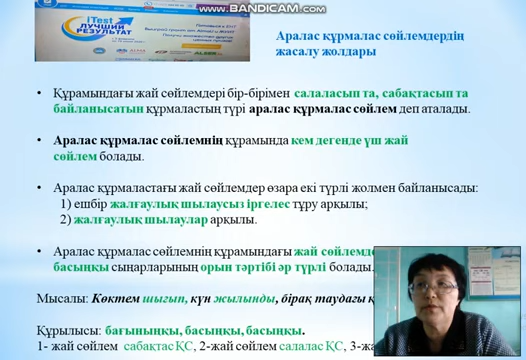 www.BANDICAM.com
iTest
ЛУЧШИЙ
РЕЗУЛЬТАТ
Аралас құрмалас сөйлемдердің
жасалу жолдары
• Құрамындағы жай сөйлемдері бір-бірімен салаласып та, сабақтасып та
байланысатын құрмаластың түрі аралас құрмалас сөйлем деп аталады.
• Аралас құрмалас сөйлемнің құрамында кем дегенде үш жай
сөйлем болады.
• Аралас құрмаластағы жай сөйлемдер өзара екі түрлі жолмен байланысады:
1) ешбір жалғаулық шылаусыз іргелес тұру арқылы;
2) жалғаулық шылаулар арқылы.
• Аралас құрмалас сөйлемнің құрамындағы жай сөйлемде
басыңқы сыңарларының орын тәртібі әр түрлі болады.
Мысалы: Көктем шығып, күн жылынды, бірақ таудағы қ
Құрылысы: бағыныңқы, басыңқы, басыңқы.
1- жай сөйлем сабақтас ҚС, 2-жай сөйлем салалас ҚС, 3-жа